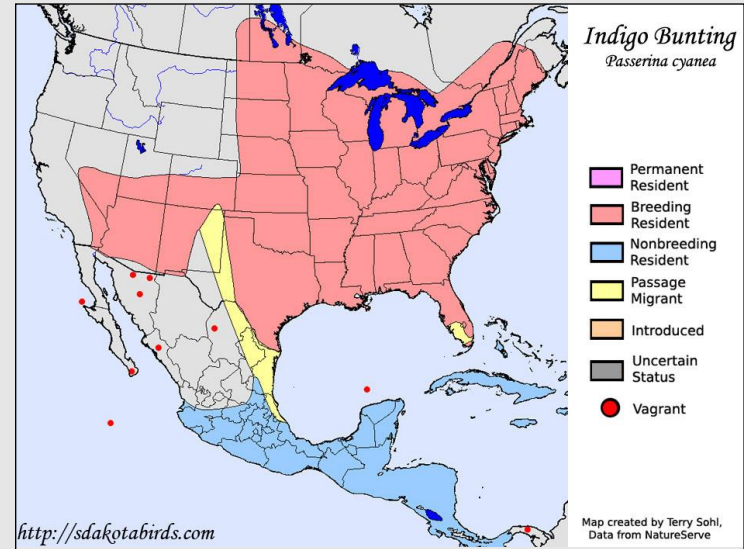 Indigo Bunting
Passerina cyanea
Permanent
Resident
Breeding
Resident
Nonbreeding
Resident
Passage
Migrant
Introduced
Uncertain
Status
Vagrant
Map created by Terry Sohl,
Data from NatureServe
http://sdakotabirds.com